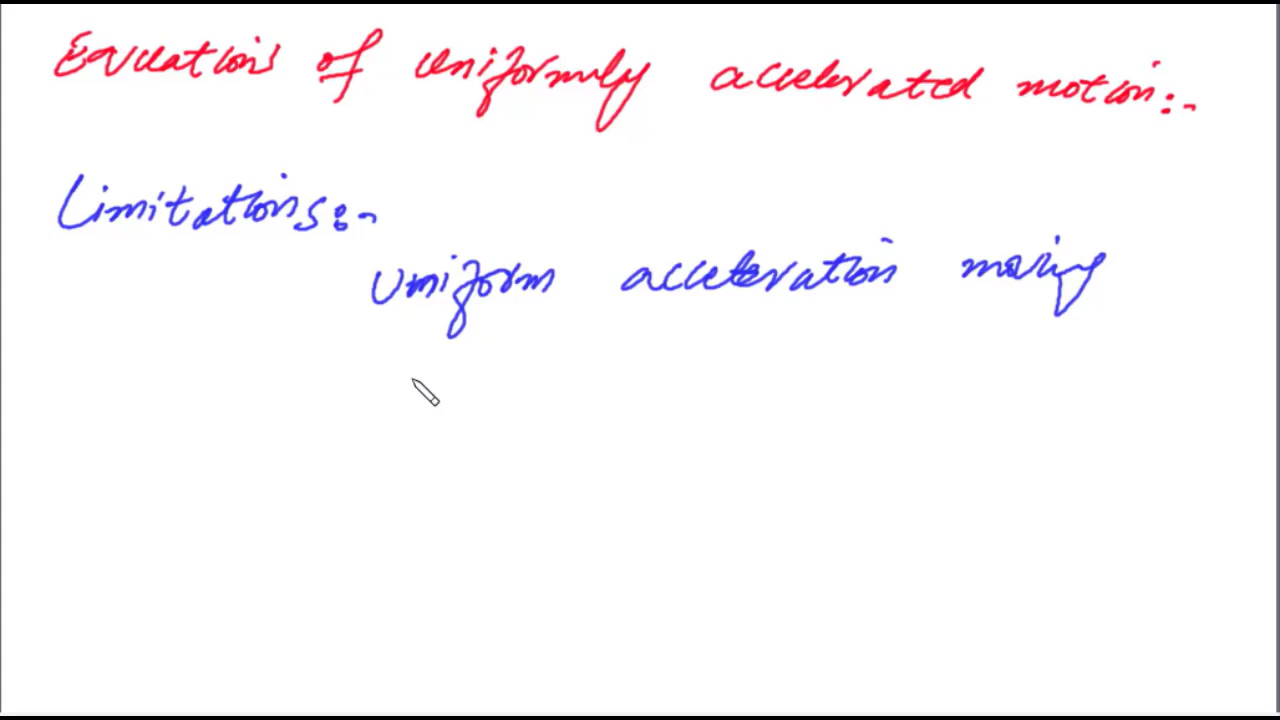 Equations of uniformly accelerated motion:-
Limitations:-
Uniform acceleration moving